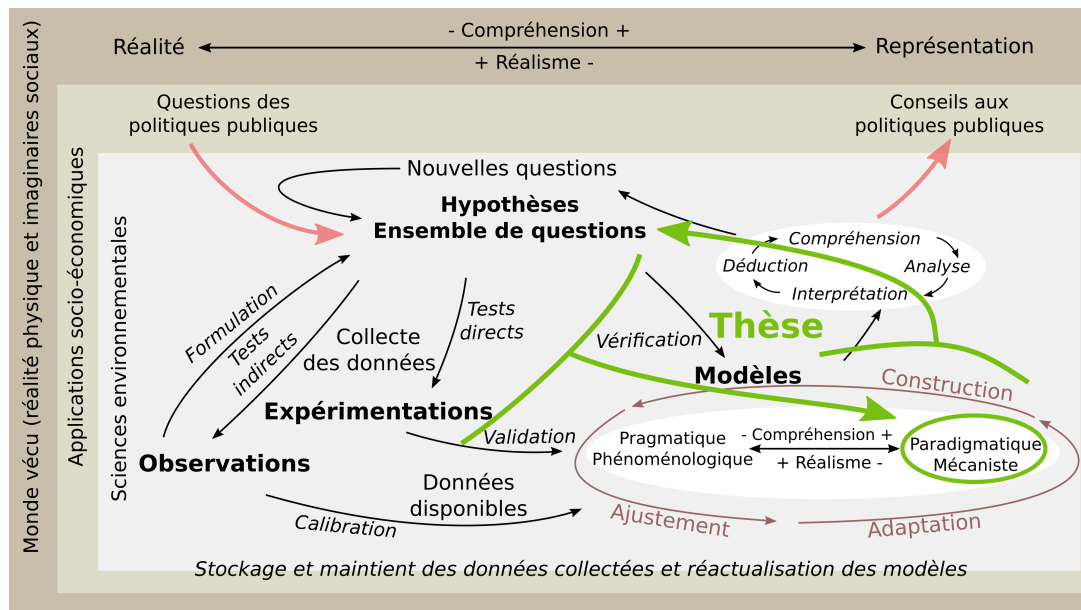 Monde vécu (réalité physique et imaginaires sociaux)
Applications socio-économiques
Sciences environnementales
Réalité
- Compréhension +
+ Réalisme -
Représentation
Questions des
politiques publiques
Conseils aux
politiques publiques
Nouvelles questions
Hypothèses
Ensemble de questions
Compréhension
Déduction
Analyse
Interprétation
Formulation
Tests
indirects
Collecte
des données
Tests
directs
Vérification
Thèse
Modèles
Construction
Expérimentations
Validation
Observations
Pragmatique
Phénoménologique
- Compréhension +
+ Réalisme -
Paradigmatique
Mécaniste
Données
disponibles
Calibration
Ajustement
Adaptation
Stockage et maintient des données collectées et réactualisation des modèles